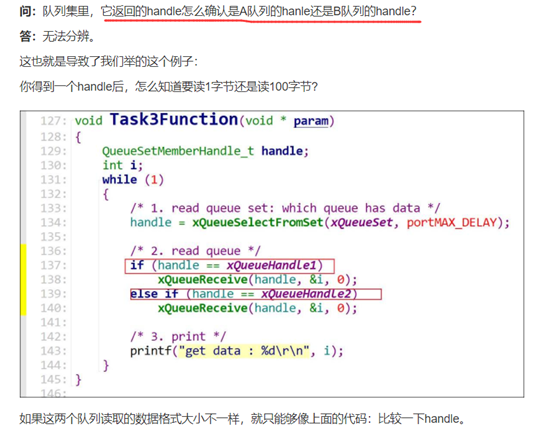 问：队列集里，它返回的handle怎么确认是A队列的hanle还是B队列的handle?
答：无法分辨。
这也就是导致了我们举的这个例子：
你得到一个handle后，怎么知道要读1字节还是读100字节?
127: void Task3Function(void * param)
128: {
129:     QueueSetMemberHandle_t handle;
130:     int i;
131:     while (1)
132:     {
133:         /* 1. read queue set: which queue has data */
134:         handle = xQueueSelectFromSet(xQueueSet, portMAX_DELAY);
135:
136:         /* 2. read queue */
137:         if (handle == xQueueHandle1)
138:             xQueueReceive(handle, &i, 0);
139:         else if (handle == xQueueHandle2)
140:             xQueueReceive(handle, &i, 0);
141:
142:         /* 3. print */
143:         printf("get data : %d\r\n", i);
144:     }
145: }
146:
如果这两个队列读取的数据格式大小不一样，就只能够像上面的代码：比较一下handle。